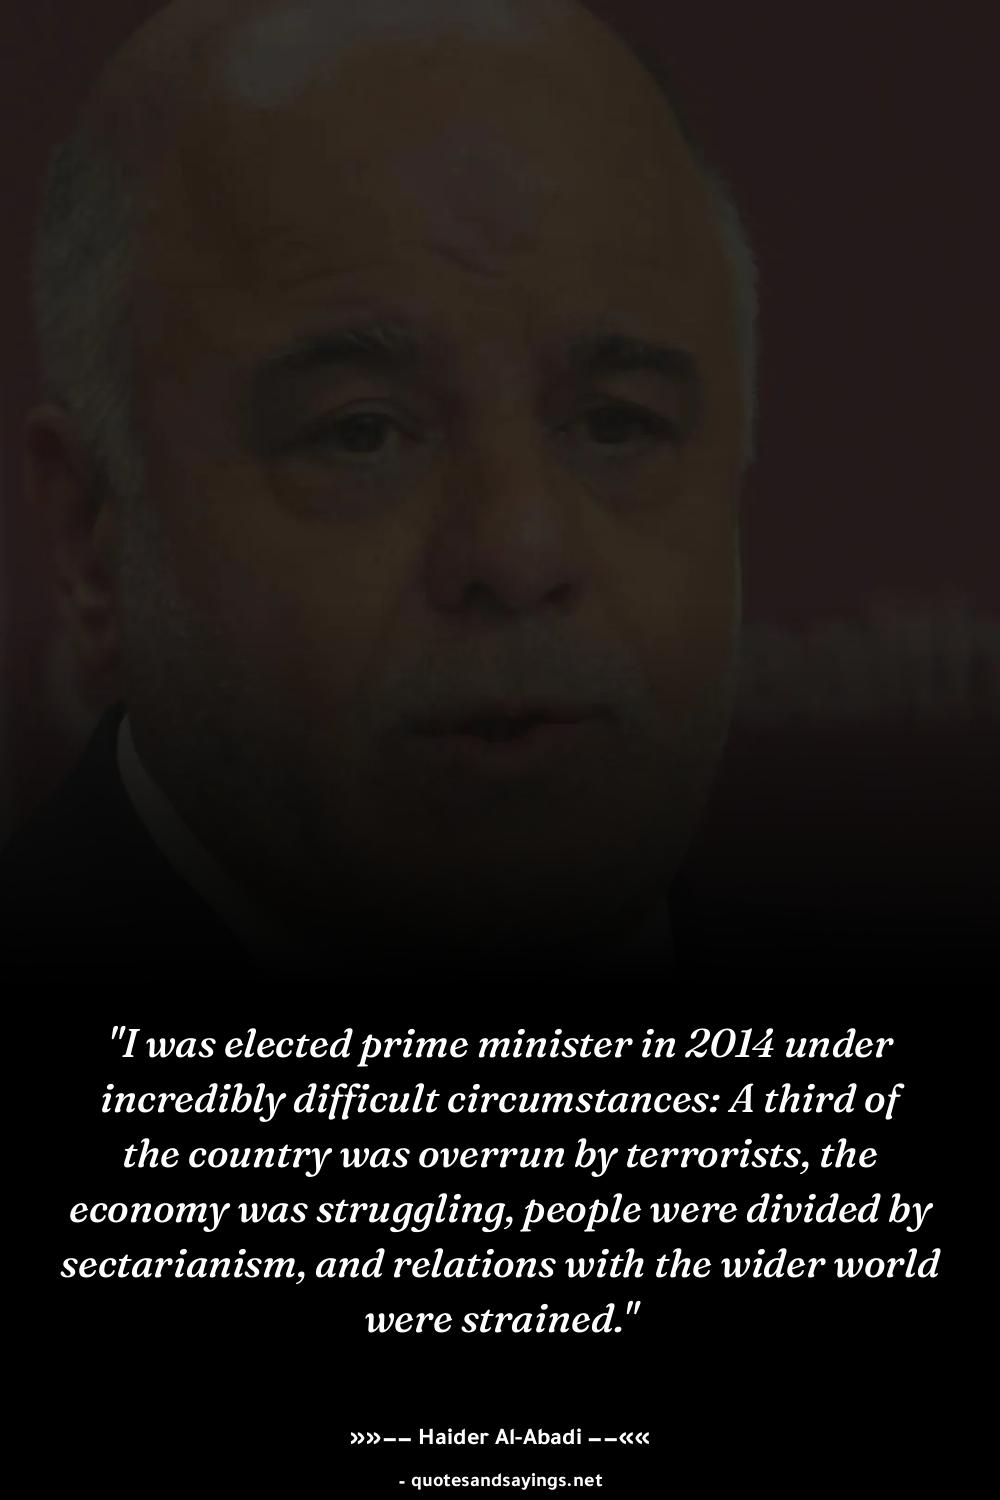 "I was elected prime minister in 2014 under
incredibly difficult circumstances: A third of
the country was overrun by terrorists, the
economy was struggling, people were divided by
sectarianism, and relations with the wider world
were strained."
»»—— Haider Al-Abadi ——««
- quotesandsayings.net